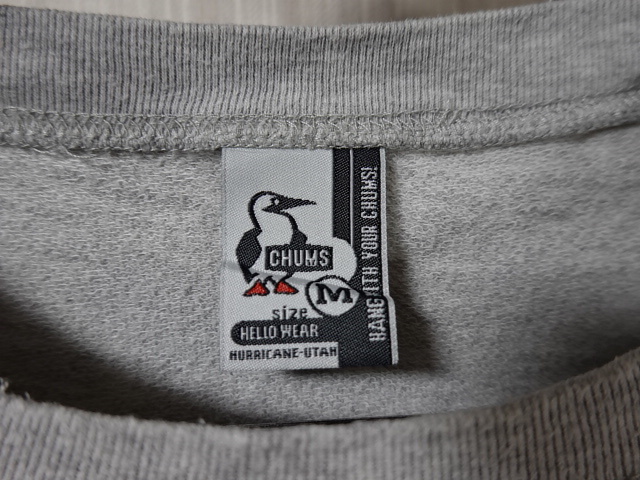 CHUMS
M
size
HELLO WEAR
HURRICANE-UTAH
HANG WITH YOUR CHUMS!